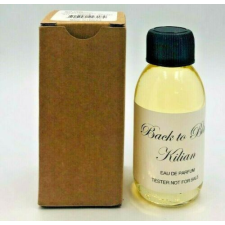 Back to
Kilian
EAU DE PARFUM
TESTER NOT FOR SALE